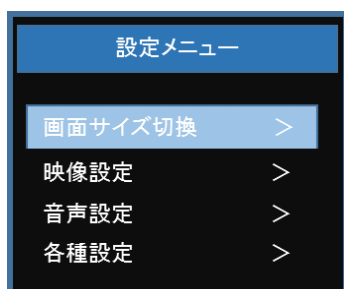 設定メニュー
画面サイズ切換 ＞
映像設定 ＞
音声設定 ＞
各種設定 ＞